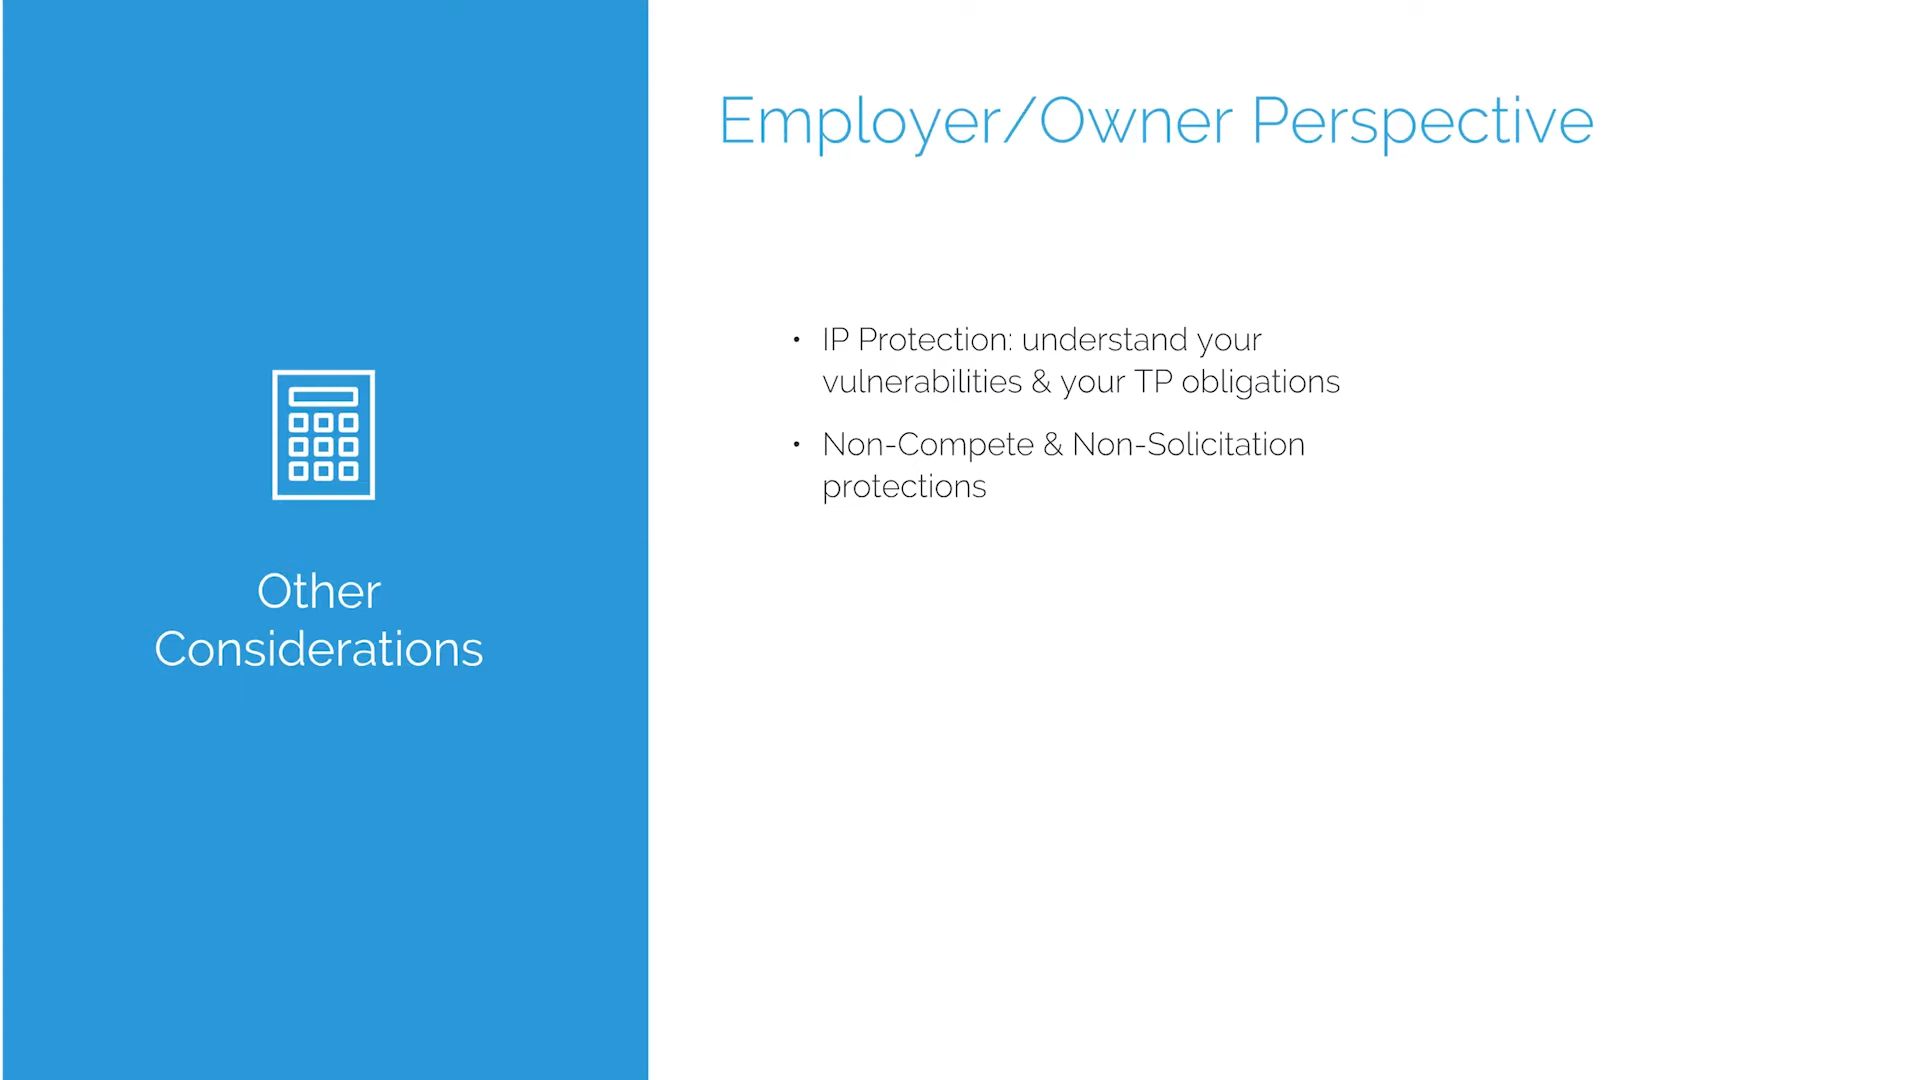 Other
Considerations
Employer/Owner Perspective
• IP Protection: understand your
vulnerabilities & your TP obligations
• Non-Compete & Non-Solicitation
protections